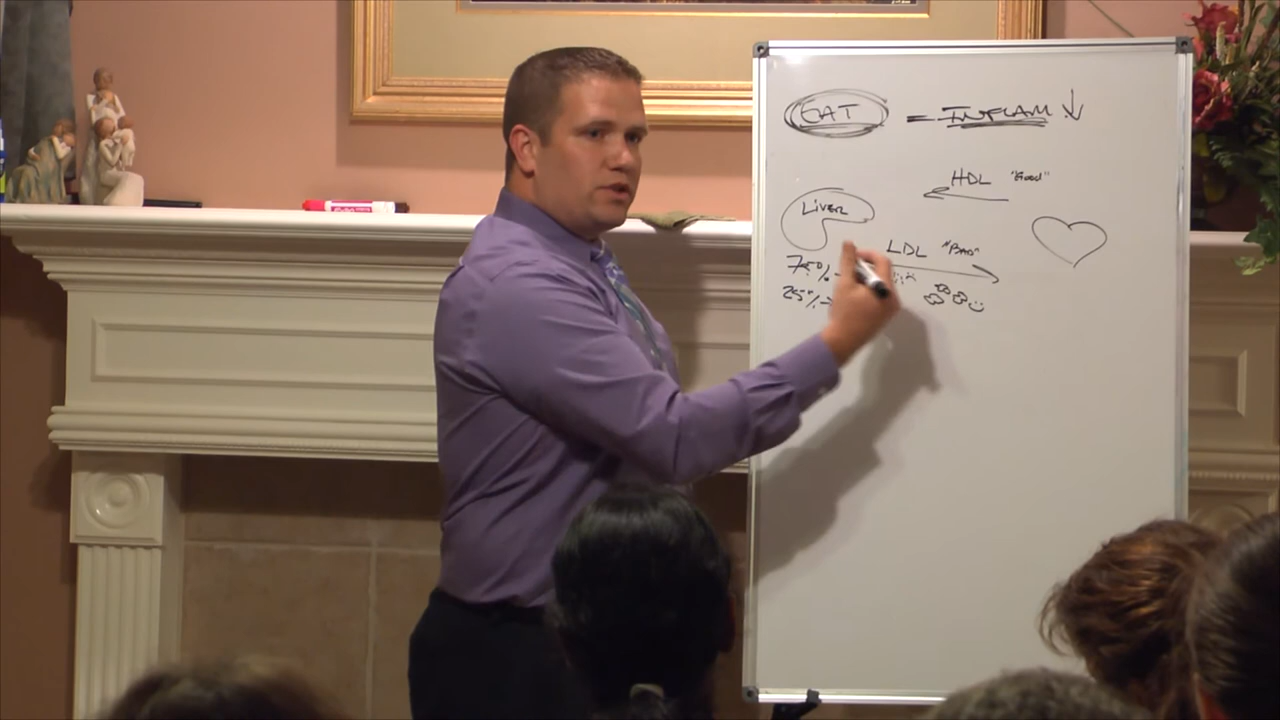 EAT = INFLAM ↓
HDL "Good"
LIVER
LDL "BAD"
75%
25%